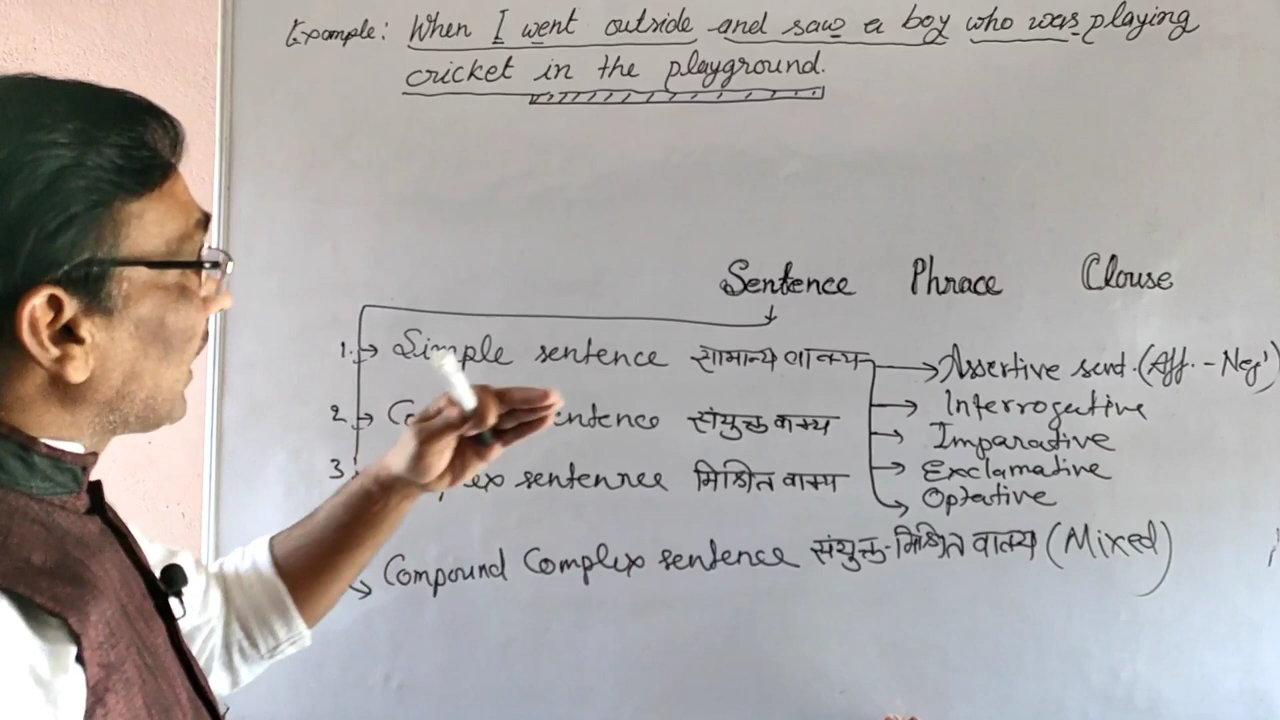 Example: When I went outside and saw a boy who was playing
cricket in the playground.
Sentence Phrace Clouse
1. Simple sentence सामान्य वाक्य Assertive sent. (Aff. - Neg')
2. sentence संयुक्त वाक्य Interrogative
Imparative
3. sentence मिश्रित वाक्य Exclamative
Optative
Compound Complex sentence संयुक्त-मिश्रित वाक्य (Mixed)